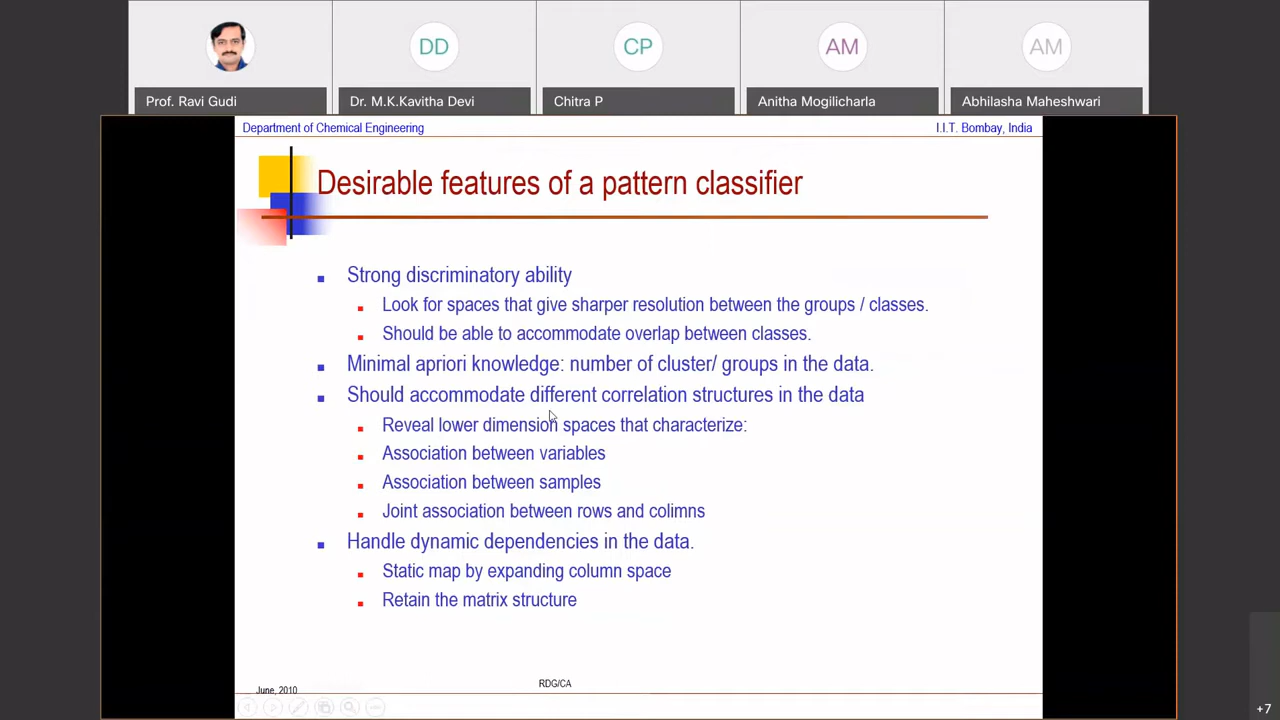 DD
CP
AM
AM
Prof. Ravi Gudi
Dr. M.K.Kavitha Devi
Chitra P
Anitha Mogilicharla
Abhilasha Maheshwari
Department of Chemical Engineering
I.I.T. Bombay, India
Desirable features of a pattern classifier
Strong discriminatory ability
Look for spaces that give sharper resolution between the groups / classes.
Should be able to accommodate overlap between classes.
Minimal apriori knowledge: number of cluster/ groups in the data.
Should accommodate different correlation structures in the data
Reveal lower dimension spaces that characterize:
Association between variables
Association between samples
Joint association between rows and colimns
Handle dynamic dependencies in the data.
Static map by expanding column space
Retain the matrix structure
June, 2010
RDG/CA
+7